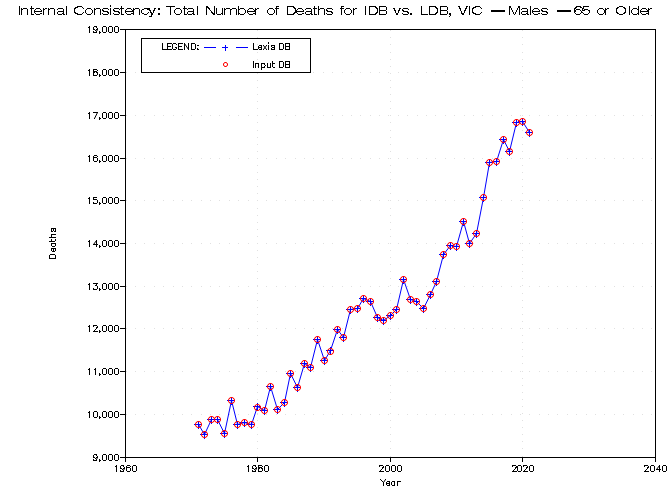 Internal Consistency: Total Number of Deaths for IDB vs. LDB, VIC —Males —65 or Older
LEGEND: Lexis DB
Input DB
19,000
18,000
17,000
16,000
15,000
14,000
13,000
12,000
11,000
10,000
9,000
Deaths
1960 1980 2000 2020 2040
Year